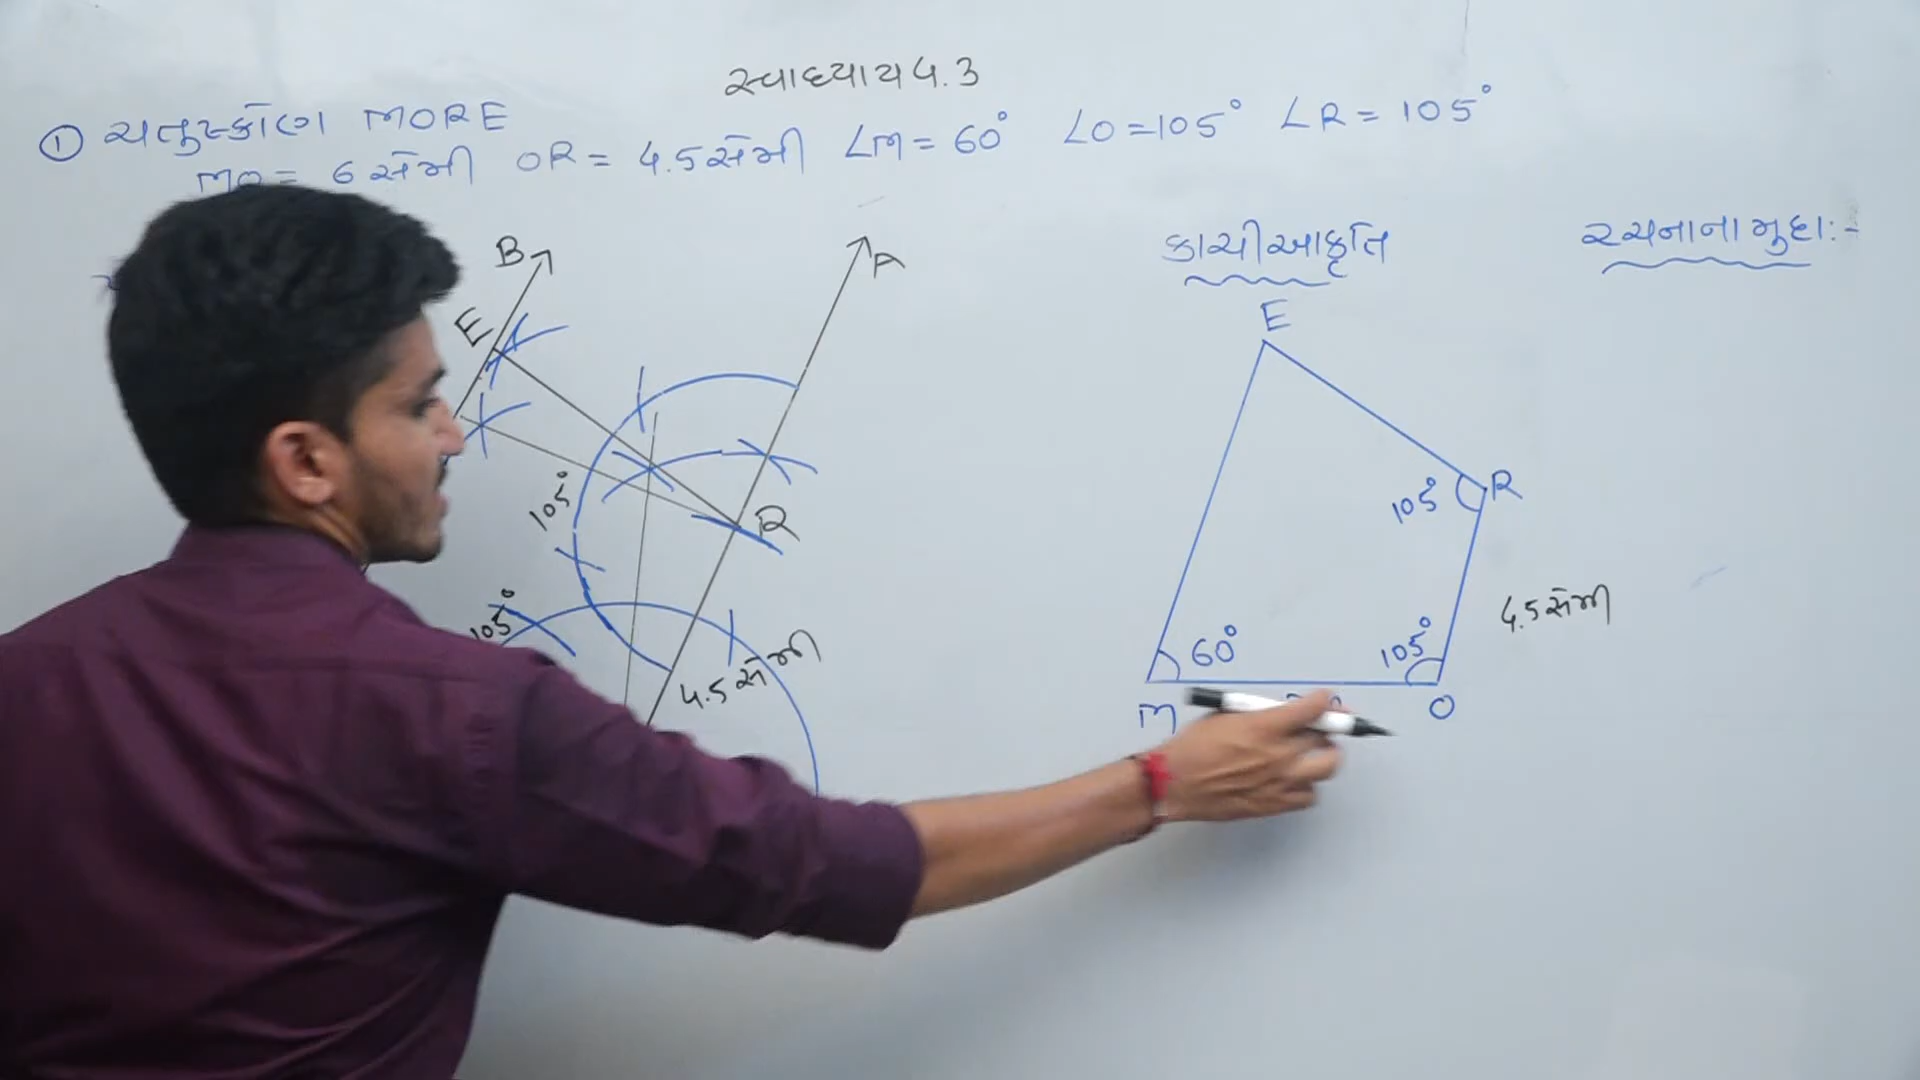 સ્વાધ્યાય 4.3
① ચતુષ્કોણ MORE
MO = 6 સેમી OR = 4.5 સેમી ∠M = 60° ∠O = 105° ∠R = 105°
કાચી આકૃતિ
રચનાના મુદ્દા :-
B
A
E
R
105°
105°
4.5 સેમી
E
R
105°
4.5 સેમી
60°
105°
M
O